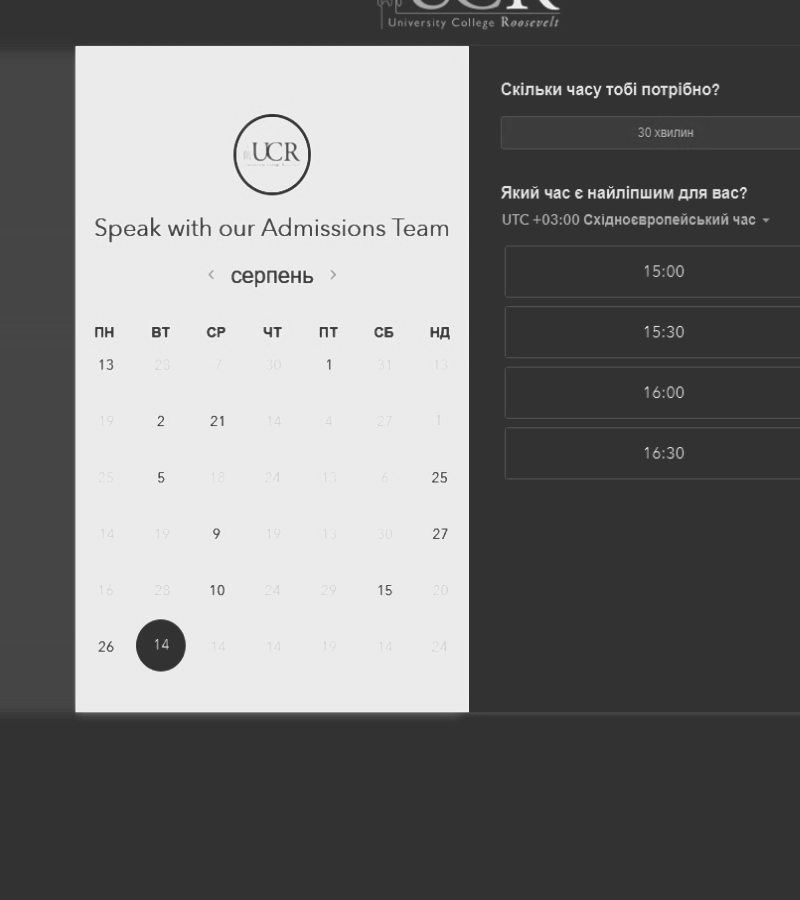 UCR
University College Roosevelt
UCR
Speak with our Admissions Team
серпень
ПН ВТ СР ЧТ ПТ СБ НД
13 28 7 30 1 31 13
19 2 21 14 4 27 1
25 5 18 24 13 6 25
14 19 9 19 13 30 27
16 28 10 24 29 15 20
26 14 14 14 19 14 24
Скільки часу тобі потрібно?
30 хвилин
Який час є найліпшим для вас?
UTC +03:00 Східноєвропейський час
15:00
15:30
16:00
16:30